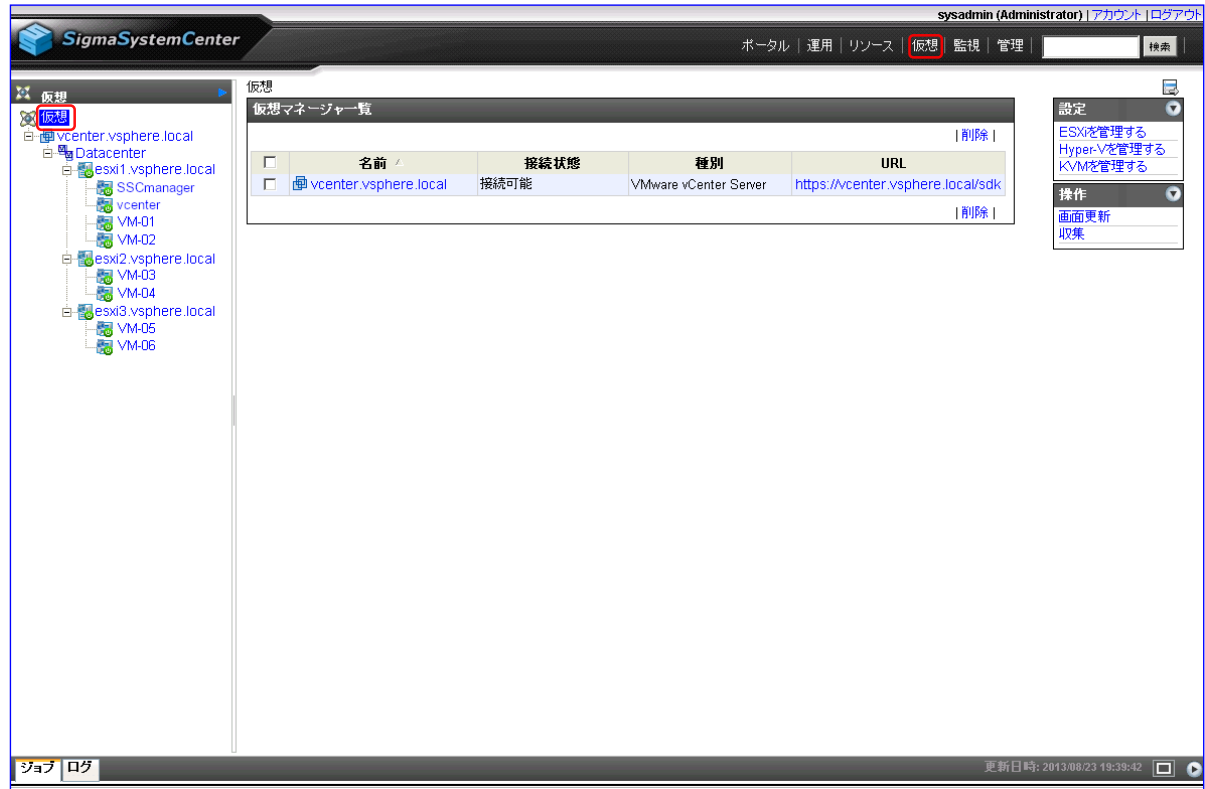 sysadmin (Administrator) | アカウント | ログアウト
SigmaSystemCenter
ポータル | 運用 | リソース | 仮想 | 監視 | 管理 | 検索 |
仮想
仮想
vcenter.vsphere.local
Datacenter
esxi1.vsphere.local
SSCmanager
vcenter
VM-01
VM-02
esxi2.vsphere.local
VM-03
VM-04
esxi3.vsphere.local
VM-05
VM-06
仮想
仮想マネージャ一覧
| 削除 |
名前 接続状態 種別 URL
vcenter.vsphere.local 接続可能 VMware vCenter Server https://vcenter.vsphere.local/sdk
| 削除 |
設定
ESXiを管理する
Hyper-Vを管理する
KVMを管理する
操作
画面更新
収集
ジョブ ログ
更新日時: 2013/08/23 19:39:42